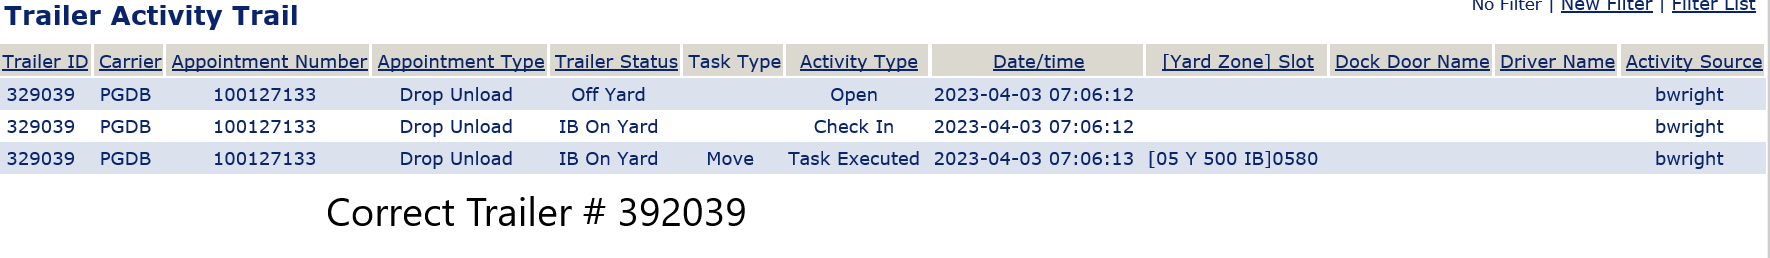 Trailer Activity Trail
No Filter | New Filter | Filter List
Trailer ID Carrier Appointment Number Appointment Type Trailer Status Task Type Activity Type Date/time [Yard Zone] Slot Dock Door Name Driver Name Activity Source
329039 PGDB 100127133 Drop Unload Off Yard Open 2023-04-03 07:06:12 bwright
329039 PGDB 100127133 Drop Unload IB On Yard Check In 2023-04-03 07:06:12 bwright
329039 PGDB 100127133 Drop Unload IB On Yard Move Task Executed 2023-04-03 07:06:13 [05 Y 500 IB]0580 bwright
Correct Trailer # 392039